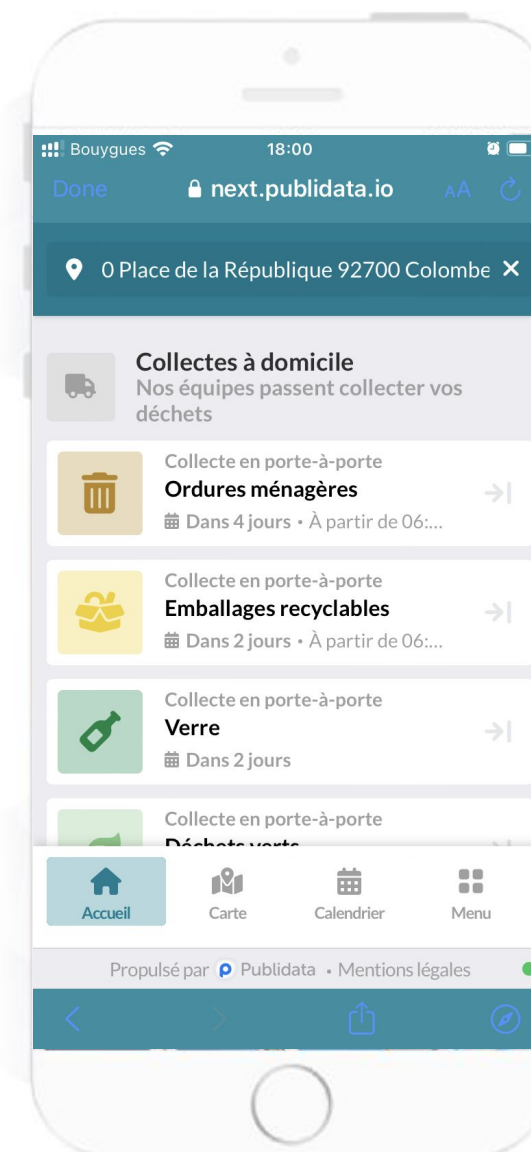 Bouygues 18:00
Done next.publidata.io AA
0 Place de la République 92700 Colombe
Collectes à domicile
Nos équipes passent collecter vos
déchets
Collecte en porte-à-porte
Ordures ménagères
Dans 4 jours • À partir de 06:...
Collecte en porte-à-porte
Emballages recyclables
Dans 2 jours • À partir de 06:...
Collecte en porte-à-porte
Verre
Dans 2 jours
Collecte en porte-à-porte
Déchets verts
Accueil Carte Calendrier Menu
Propulsé par Publidata • Mentions légales